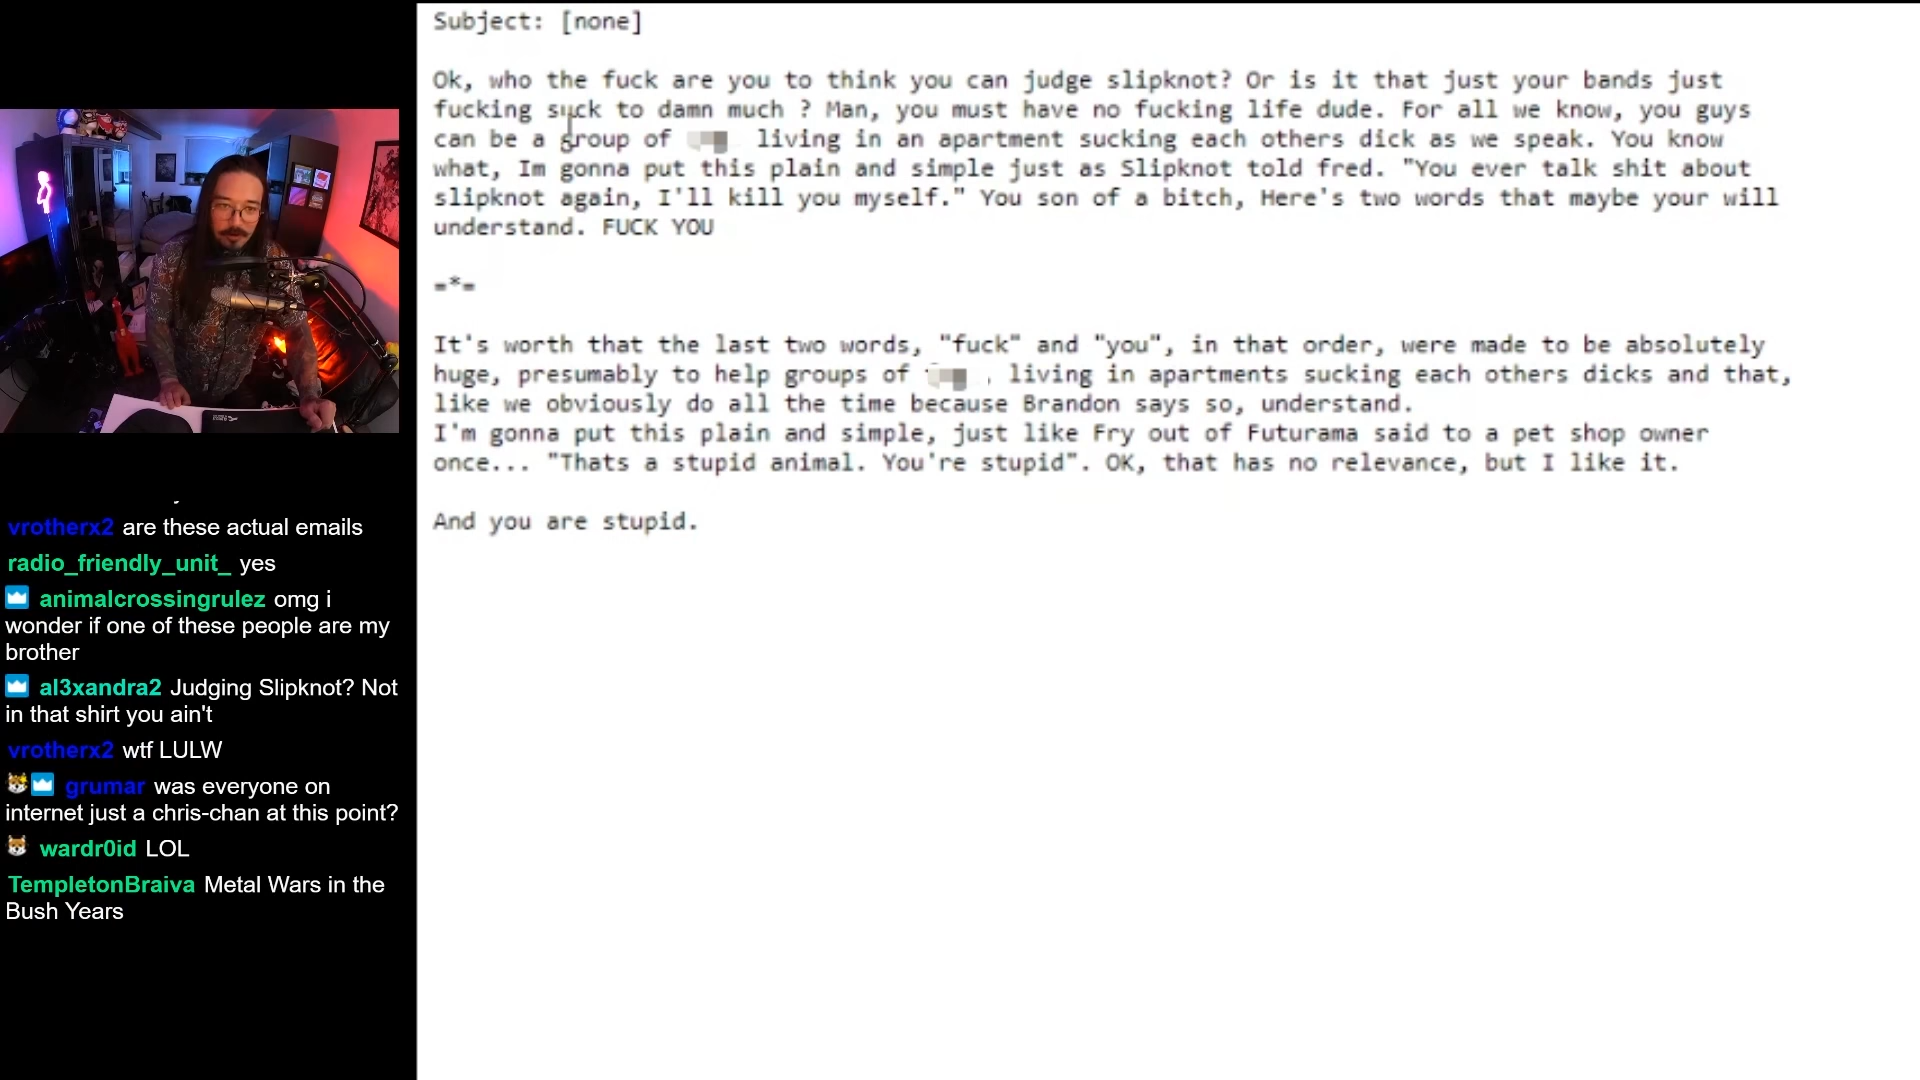 Subject: [none]
Ok, who the fuck are you to think you can judge slipknot? Or is it that just your bands just
fucking suck to damn much ? Man, you must have no fucking life dude. For all we know, you guys
can be a group of living in an apartment sucking each others dick as we speak. You know
what, Im gonna put this plain and simple just as Slipknot told fred. "You ever talk shit about
slipknot again, I'll kill you myself." You son of a bitch, Here's two words that maybe your will
understand. FUCK YOU
=*=
It's worth that the last two words, "fuck" and "you", in that order, were made to be absolutely
huge, presumably to help groups of , living in apartments sucking each others dicks and that,
like we obviously do all the time because Brandon says so, understand.
I'm gonna put this plain and simple, just like Fry out of Futurama said to a pet shop owner
once... "Thats a stupid animal. You're stupid". OK, that has no relevance, but I like it.
And you are stupid.
vrotherx2 are these actual emails
radio_friendly_unit_ yes
animalcrossingrulez omg i
wonder if one of these people are my
brother
al3xandra2 Judging Slipknot? Not
in that shirt you ain't
vrotherx2 wtf LULW
grumar was everyone on
internet just a chris-chan at this point?
wardr0id LOL
TempletonBraiva Metal Wars in the
Bush Years